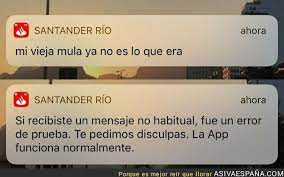 SANTANDER RÍO
ahora
mi vieja mula ya no es lo que era
SANTANDER RÍO
ahora
Si recibiste un mensaje no habitual, fue un error
de prueba. Te pedimos disculpas. La App
funciona normalmente.
Porque es mejor reír que llorar ASIVAESPAÑA.COM